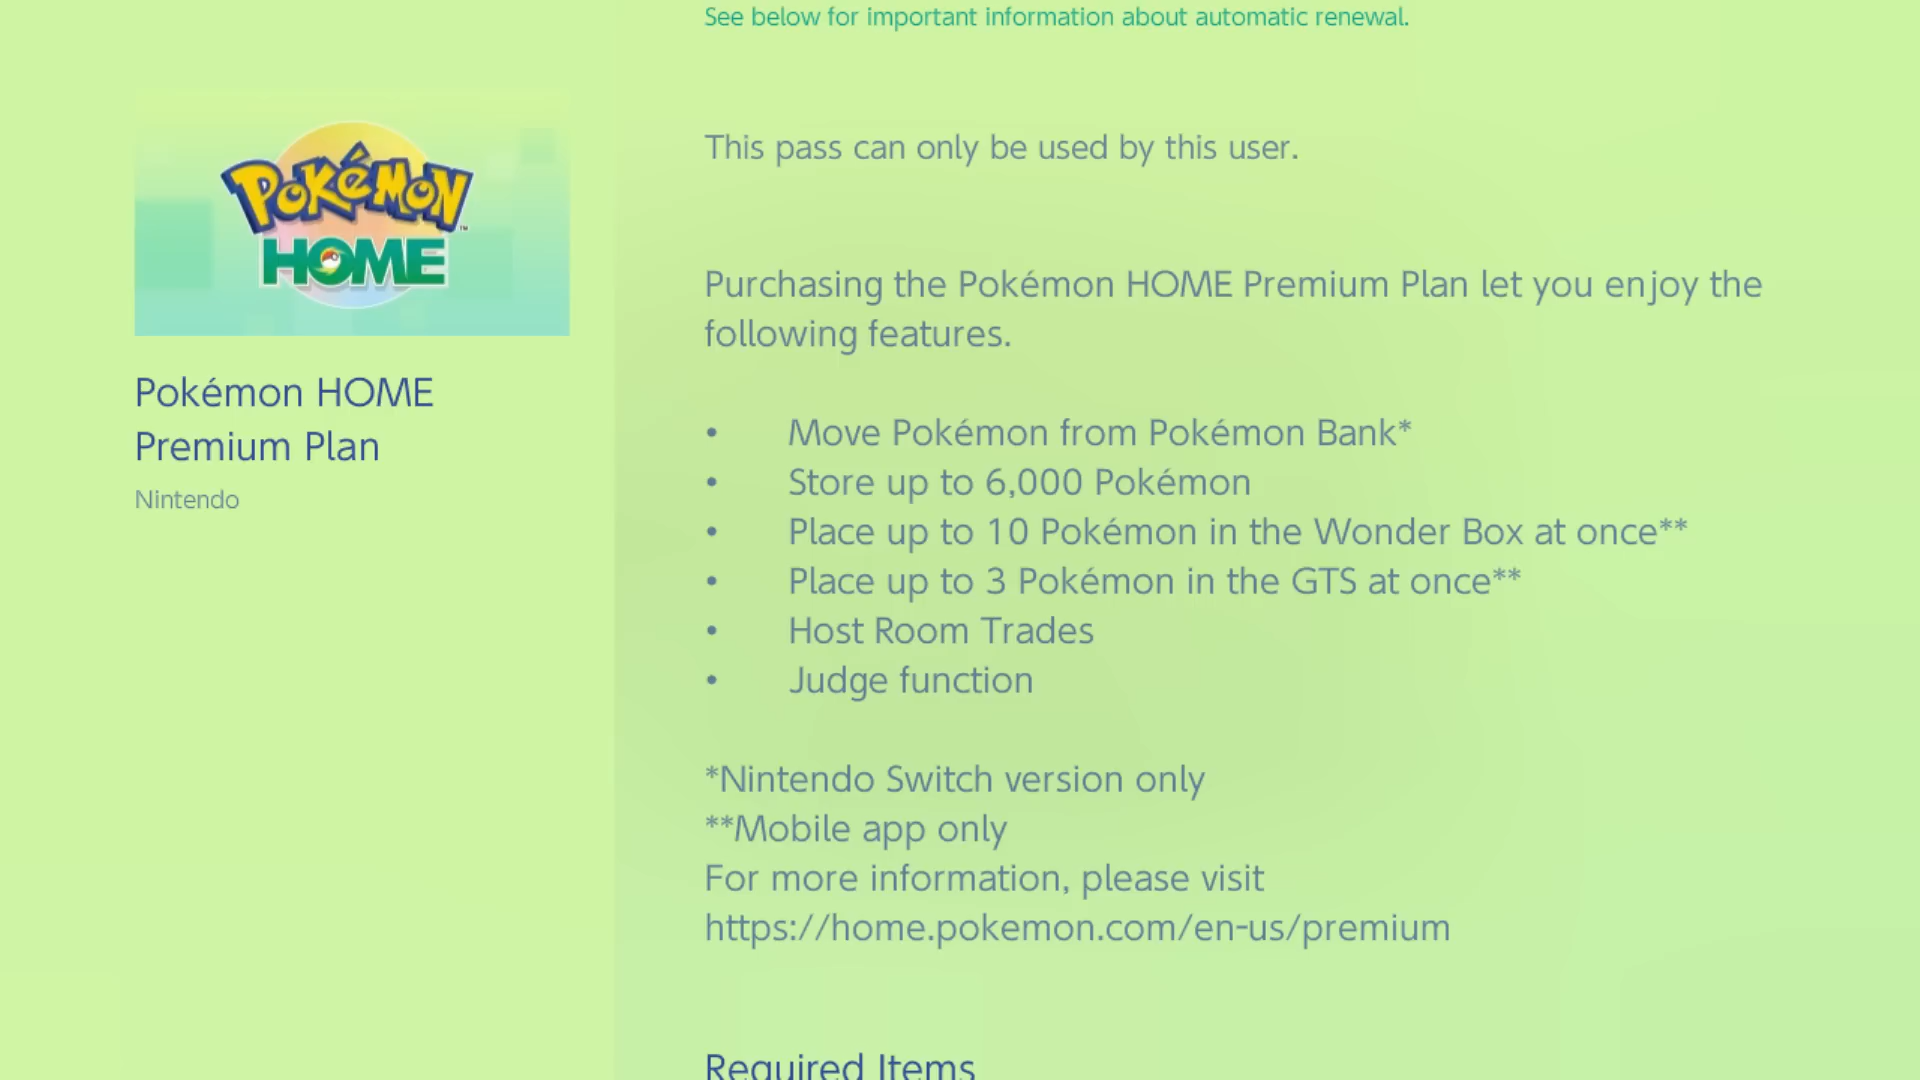 See below for important information about automatic renewal.
This pass can only be used by this user.
POKéMON™
HOME
Pokémon HOME
Premium Plan
Nintendo
Purchasing the Pokémon HOME Premium Plan let you enjoy the
following features.
• Move Pokémon from Pokémon Bank*
• Store up to 6,000 Pokémon
• Place up to 10 Pokémon in the Wonder Box at once**
• Place up to 3 Pokémon in the GTS at once**
• Host Room Trades
• Judge function
*Nintendo Switch version only
**Mobile app only
For more information, please visit
https://home.pokemon.com/en-us/premium
Required Items